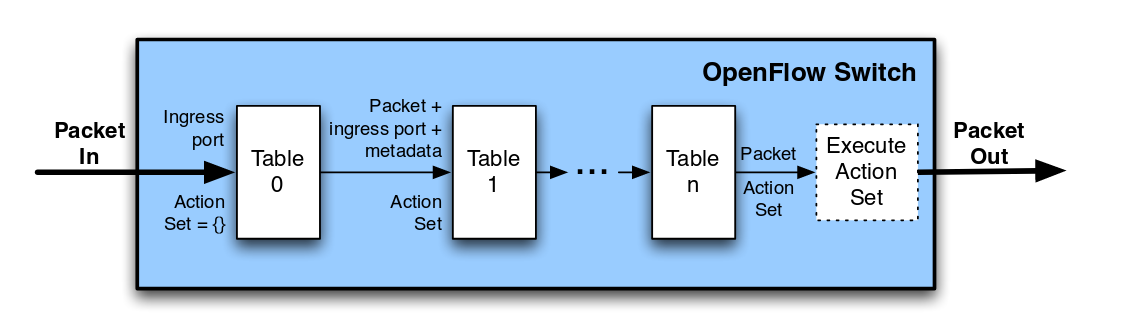 OpenFlow Switch
Packet
In
Ingress
port
Action
Set = {}
Table
0
Packet +
ingress port +
metadata
Action
Set
Table
1
...
Table
n
Packet
Action
Set
Execute
Action
Set
Packet
Out